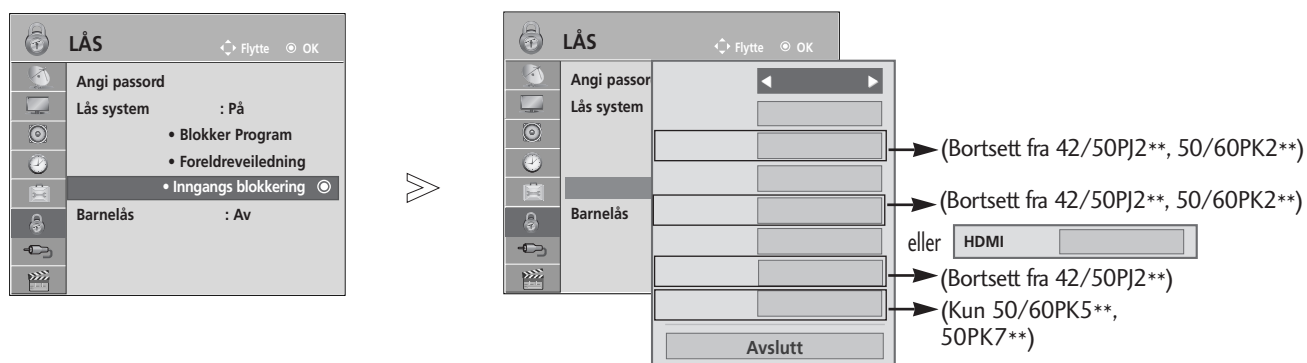 LÅS
Flytte OK
Angi passord
Lås system : På
• Blokker Program
• Foreldreveiledning
• Inngangs blokkering
Barnelås : Av
LÅS
Flytte OK
Angi passor
Lås system
Barnelås
(Bortsett fra 42/50PJ2**, 50/60PK2**)
(Bortsett fra 42/50PJ2**, 50/60PK2**)
eller HDMI
(Bortsett fra 42/50PJ2**)
(Kun 50/60PK5**,
50PK7**)
Avslutt